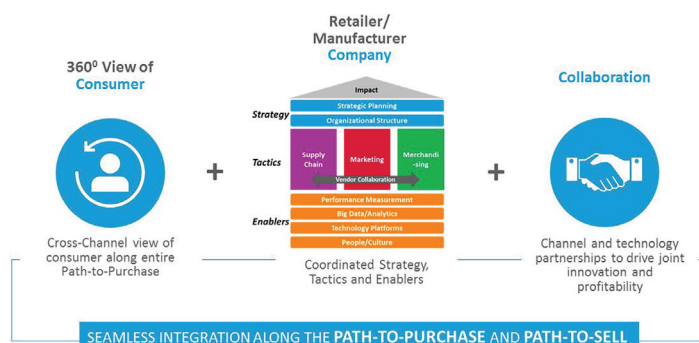 360⁰ View of
Consumer
Cross-Channel view of
consumer along entire
Path-to-Purchase
+
Retailer/
Manufacturer
Company
Impact
Strategy
Strategic Planning
Organizational Structure
Tactics
Supply
Chain
Marketing
Merchandi
-sing
Vendor Collaboration
Enablers
Performance Measurement
Big Data/Analytics
Technology Platforms
People/Culture
Coordinated Strategy,
Tactics and Enablers
+
Collaboration
Channel and technology
partnerships to drive joint
innovation and
profitability
SEAMLESS INTEGRATION ALONG THE PATH-TO-PURCHASE AND PATH-TO-SELL